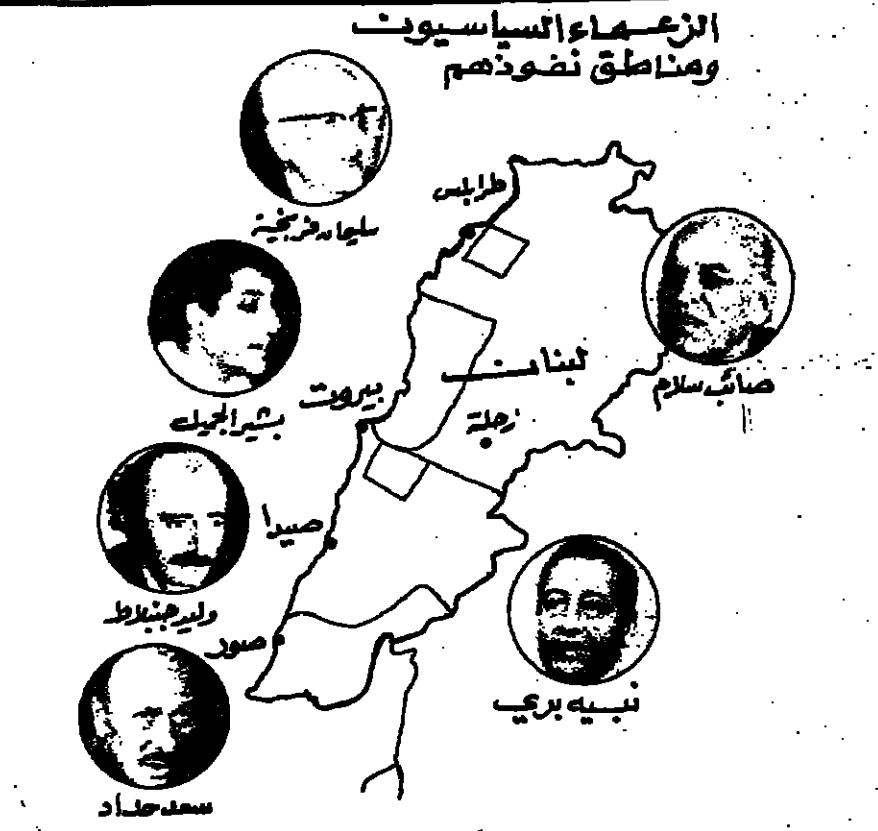 الزعماء السياسيون
ومناطق نفوذهم
طرابلس
سليمان فرنجية
لبنان
صائب سلام
بيروت
زحلة
بشير الجميل
صيدا
وليد جنبلاط
صور
نبيه بري
سعد حداد